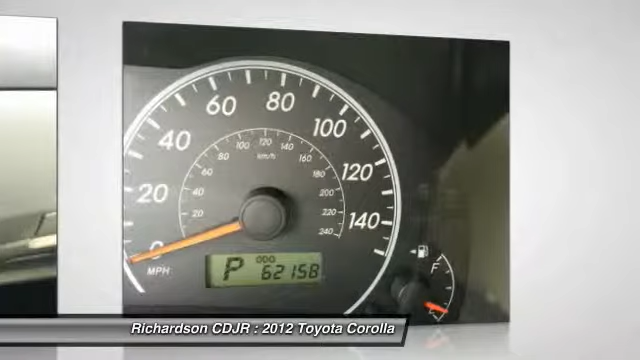 60 80
40 100
20 120
0 140
MPH
80 100 120 140
60 km/h 160
40 180
20 200
220
240
P ODO 62158
F
Richardson CDJR : 2012 Toyota Corolla